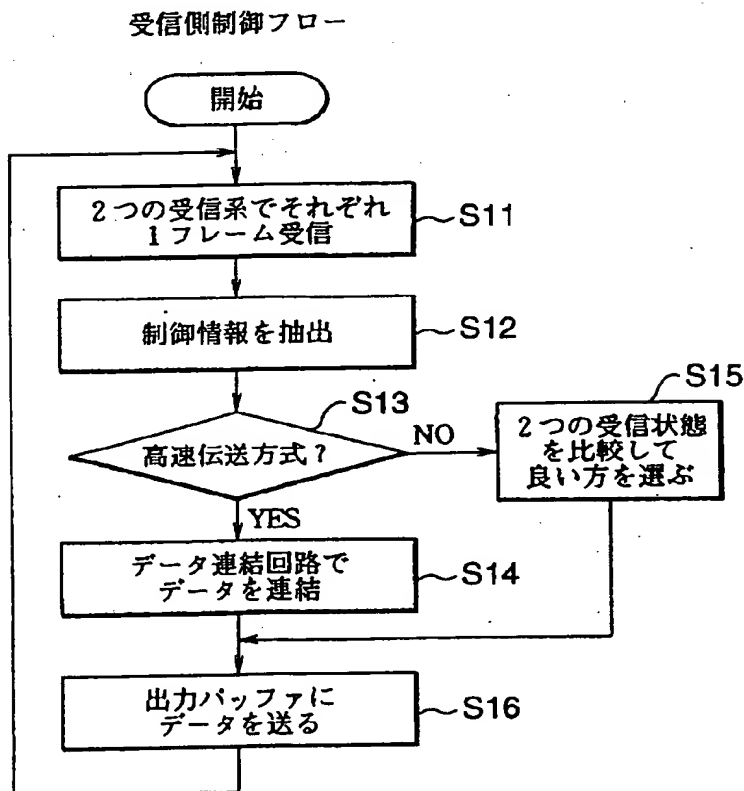 受信側制御フロー
開始
2つの受信系でそれぞれ
1フレーム受信
S11
制御情報を抽出
S12
S13
高速伝送方式?
NO
S15
2つの受信状態
を比較して
良い方を選ぶ
YES
データ連結回路で
データを連結
S14
出力バッファに
データを送る
S16